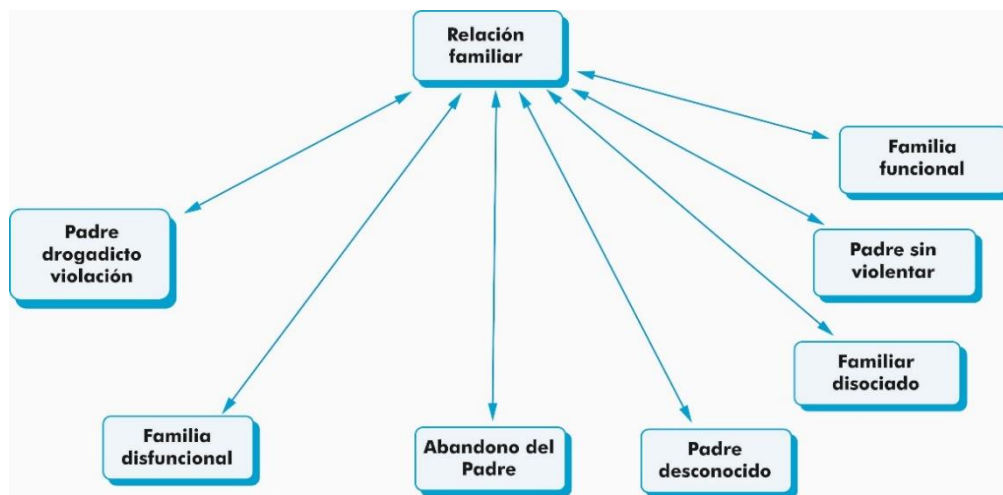 Relación
familiar
Familia
funcional
Padre
drogadicto
violación
Padre sin
violentar
Familiar
disociado
Familia
disfuncional
Abandono del
Padre
Padre
desconocido